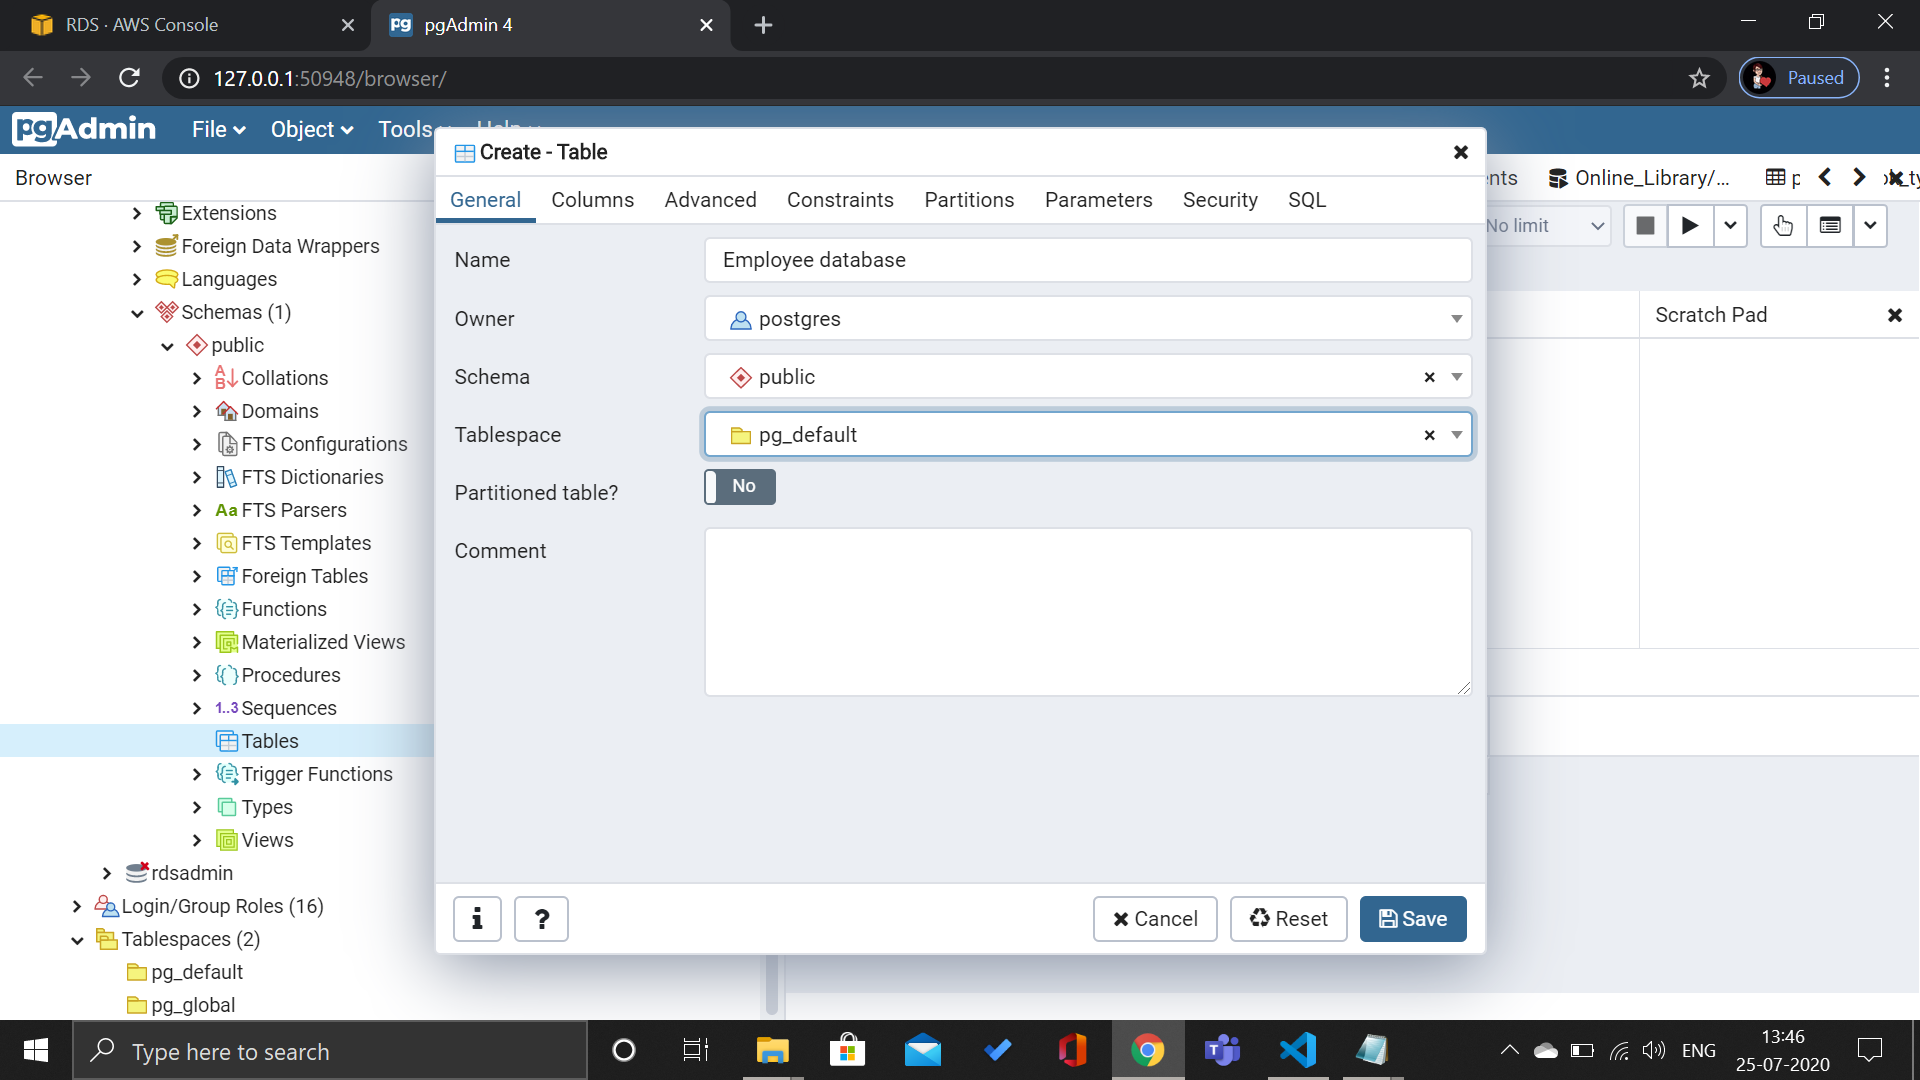 RDS · AWS Console
pgAdmin 4
127.0.0.1:50948/browser/
Paused
pgAdmin
File
Object
Tools
Help
Create - Table
Browser
General
Columns
Advanced
Constraints
Partitions
Parameters
Security
SQL
Online_Library/...
No limit
Scratch Pad
Extensions
Foreign Data Wrappers
Languages
Schemas (1)
public
Collations
Domains
FTS Configurations
FTS Dictionaries
Aa FTS Parsers
FTS Templates
Foreign Tables
Functions
Materialized Views
Procedures
1..3 Sequences
Tables
Trigger Functions
Types
Views
rdsadmin
Login/Group Roles (16)
Tablespaces (2)
pg_default
pg_global
Name
Employee database
Owner
postgres
Schema
public
Tablespace
pg_default
Partitioned table?
No
Comment
i
?
Cancel
Reset
Save
Type here to search
ENG
13:46
25-07-2020